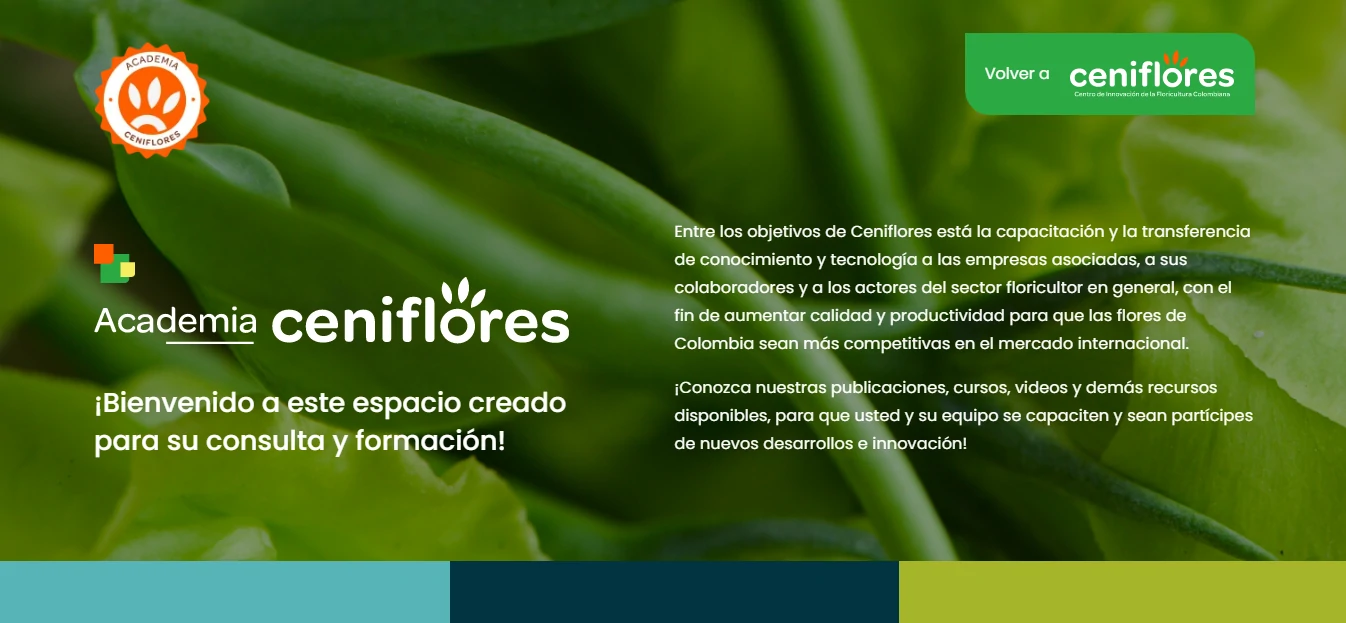 ACADEMIA
CENIFLORES
Volver a
ceniflores
Centro de Innovación de la Floricultura Colombiana
Academia ceniflores
¡Bienvenido a este espacio creado
para su consulta y formación!
Entre los objetivos de Ceniflores está la capacitación y la transferencia
de conocimiento y tecnología a las empresas asociadas, a sus
colaboradores y a los actores del sector floricultor en general, con el
fin de aumentar calidad y productividad para que las flores de
Colombia sean más competitivas en el mercado internacional.
¡Conozca nuestras publicaciones, cursos, videos y demás recursos
disponibles, para que usted y su equipo se capaciten y sean partícipes
de nuevos desarrollos e innovación!